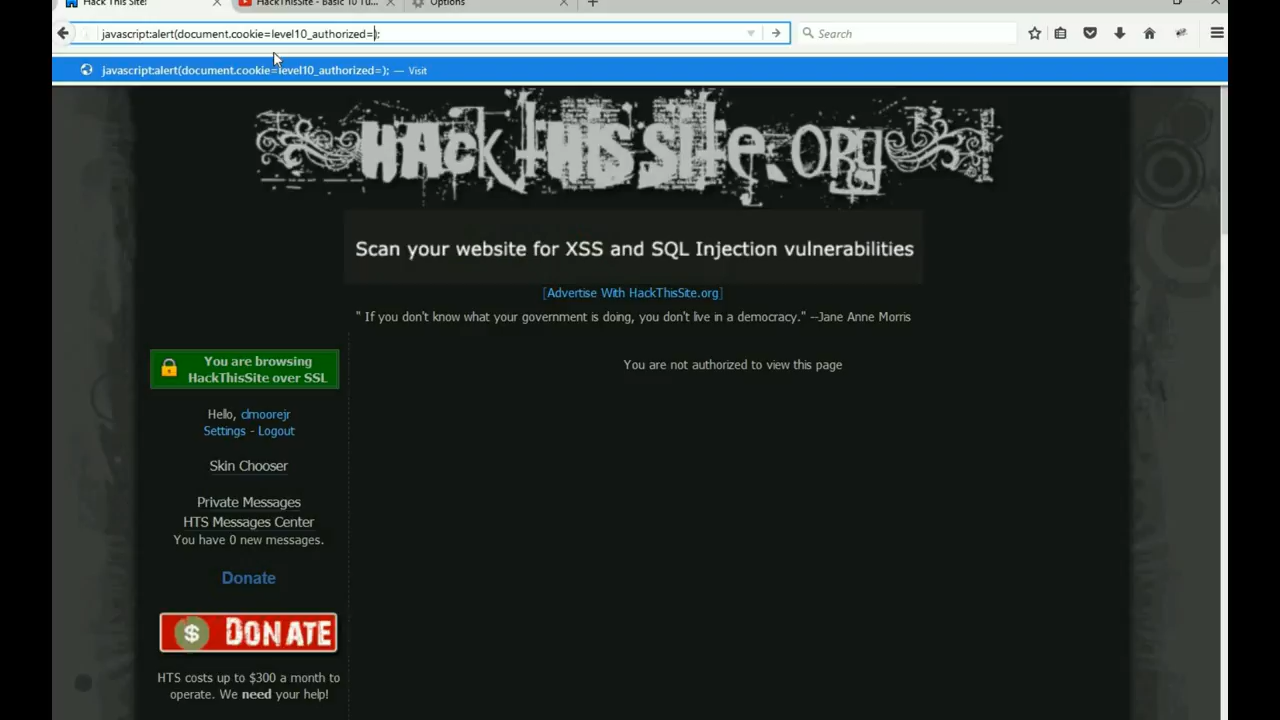 Hack This Site!
HackThisSite - Basic 10 Tu...
Options
javascript:alert(document.cookie=level10_authorized=);
Search
javascript:alert(document.cookie=level10_authorized=); — Visit
HACK THIS SITE.ORG
Scan your website for XSS and SQL Injection vulnerabilities
[Advertise With HackThisSite.org]
" If you don't know what your government is doing, you don't live in a democracy." --Jane Anne Morris
You are not authorized to view this page
You are browsing
HackThisSite over SSL
Hello, clmoorejr
Settings - Logout
Skin Chooser
Private Messages
HTS Messages Center
You have 0 new messages.
Donate
$ DONATE
HTS costs up to $300 a month to
operate. We need your help!